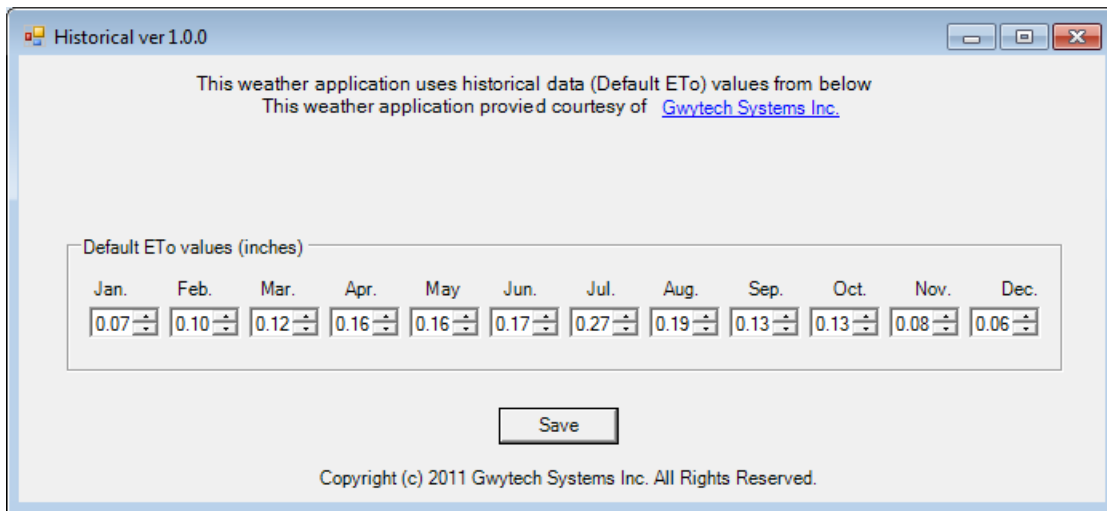 Historical ver 1.0.0
This weather application uses historical data (Default ETo) values from below
This weather application provied courtesy of Gwytech Systems Inc.
Default ETo values (inches)
Jan. Feb. Mar. Apr. May Jun. Jul. Aug. Sep. Oct. Nov. Dec.
0.07 0.10 0.12 0.16 0.16 0.17 0.27 0.19 0.13 0.13 0.08 0.06
Save
Copyright (c) 2011 Gwytech Systems Inc. All Rights Reserved.